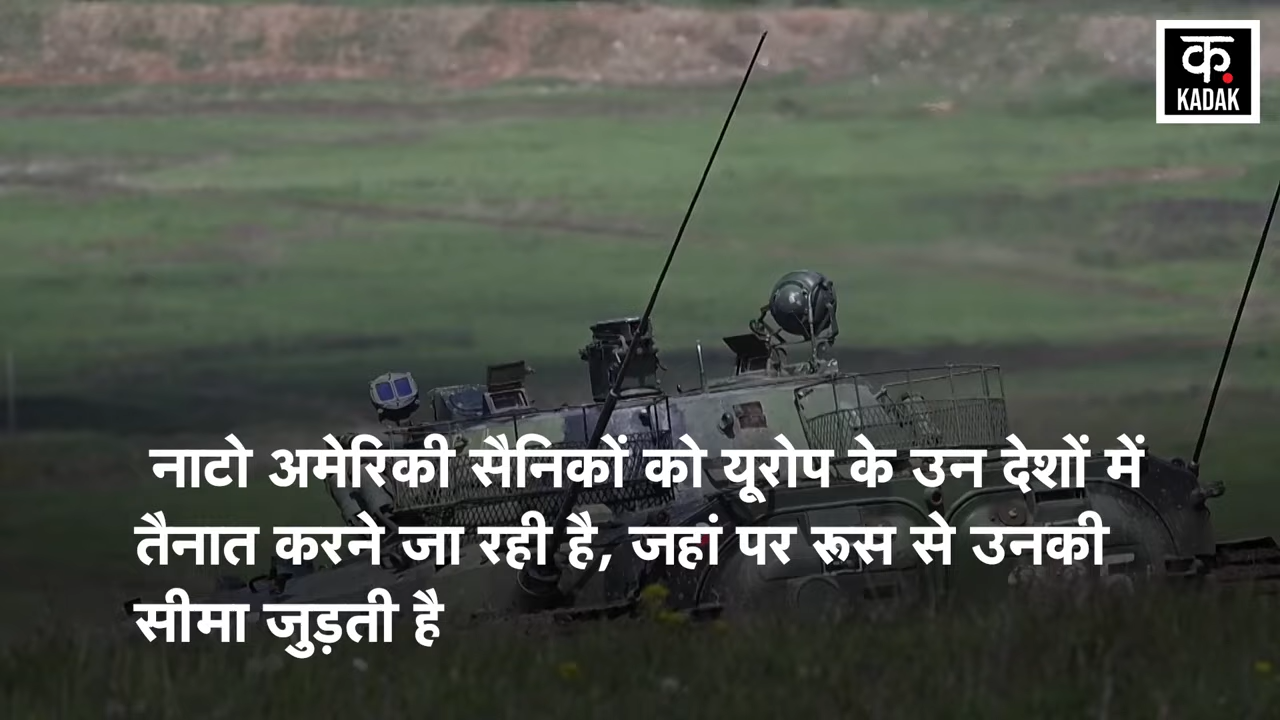 क.
KADAK
नाटो अमेरिकी सैनिकों को यूरोप के उन देशों में
तैनात करने जा रही है, जहां पर रूस से उनकी
सीमा जुड़ती है